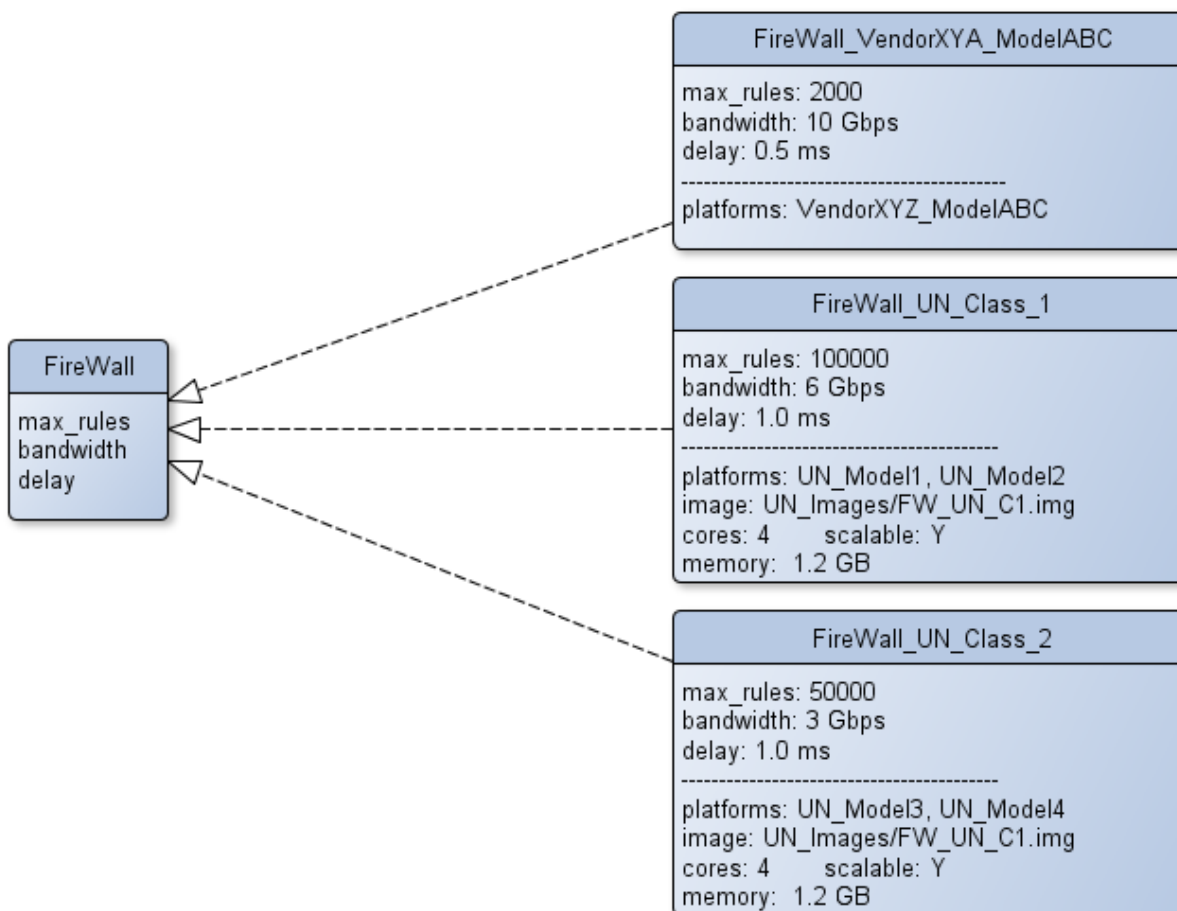 FireWall_VendorXYA_ModelABC
max_rules: 2000
bandwidth: 10 Gbps
delay: 0.5 ms
-------------------------------------------
platforms: VendorXYZ_ModelABC
FireWall_UN_Class_1
max_rules: 100000
bandwidth: 6 Gbps
delay: 1.0 ms
------------------------------------------
platforms: UN_Model1, UN_Model2
image: UN_Images/FW_UN_C1.img
cores: 4 scalable: Y
memory: 1.2 GB
FireWall
max_rules
bandwidth
delay
FireWall_UN_Class_2
max_rules: 50000
bandwidth: 3 Gbps
delay: 1.0 ms
------------------------------------------
platforms: UN_Model3, UN_Model4
image: UN_Images/FW_UN_C1.img
cores: 4 scalable: Y
memory: 1.2 GB